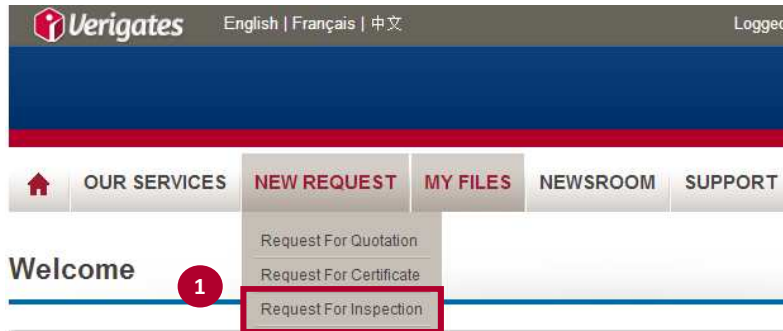 Verigates English | Français | 中文 Logged
OUR SERVICES NEW REQUEST MY FILES NEWSROOM SUPPORT
Request For Quotation
Welcome
Request For Certificate
1
Request For Inspection